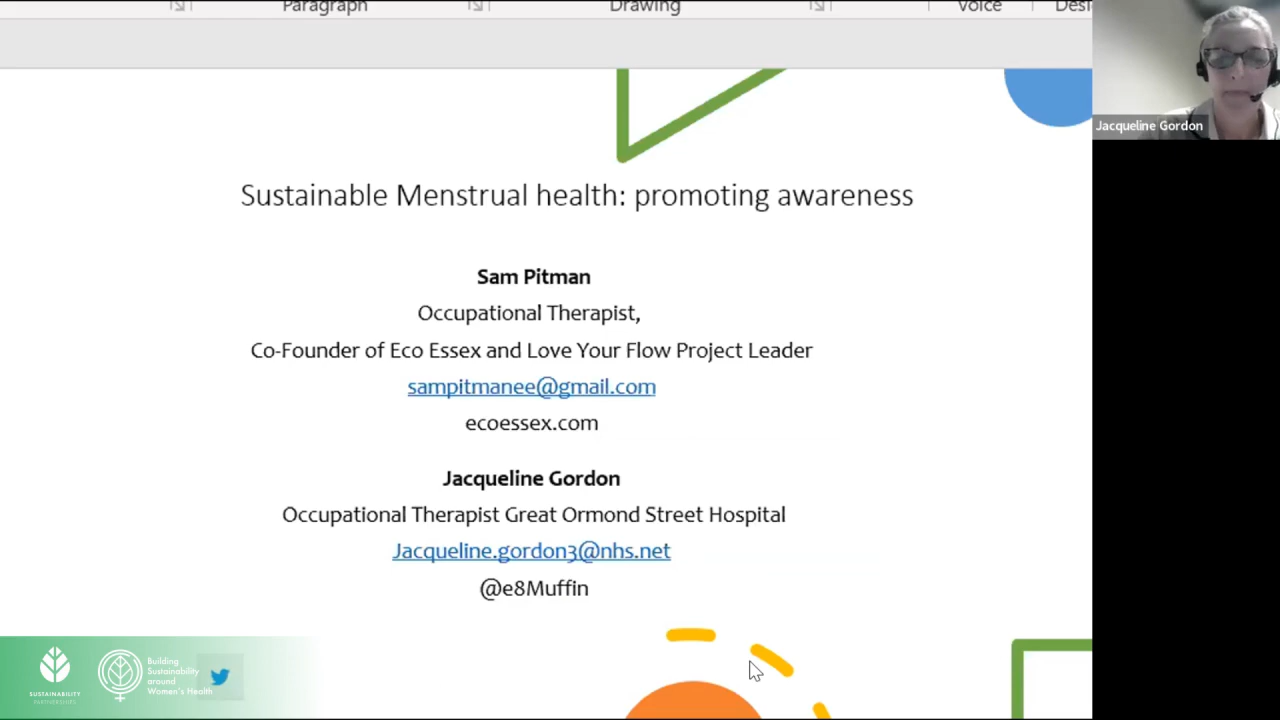 Paragraph
Drawing
Voice
Desi
Jacqueline Gordon
Sustainable Menstrual health: promoting awareness
Sam Pitman
Occupational Therapist,
Co-Founder of Eco Essex and Love Your Flow Project Leader
sampitmanee@gmail.com
ecoessex.com
Jacqueline Gordon
Occupational Therapist Great Ormond Street Hospital
Jacqueline.gordon3@nhs.net
@e8Muffin
SUSTAINABILITY
PARTNERSHIPS
Building
Sustainability
around
Women's Health